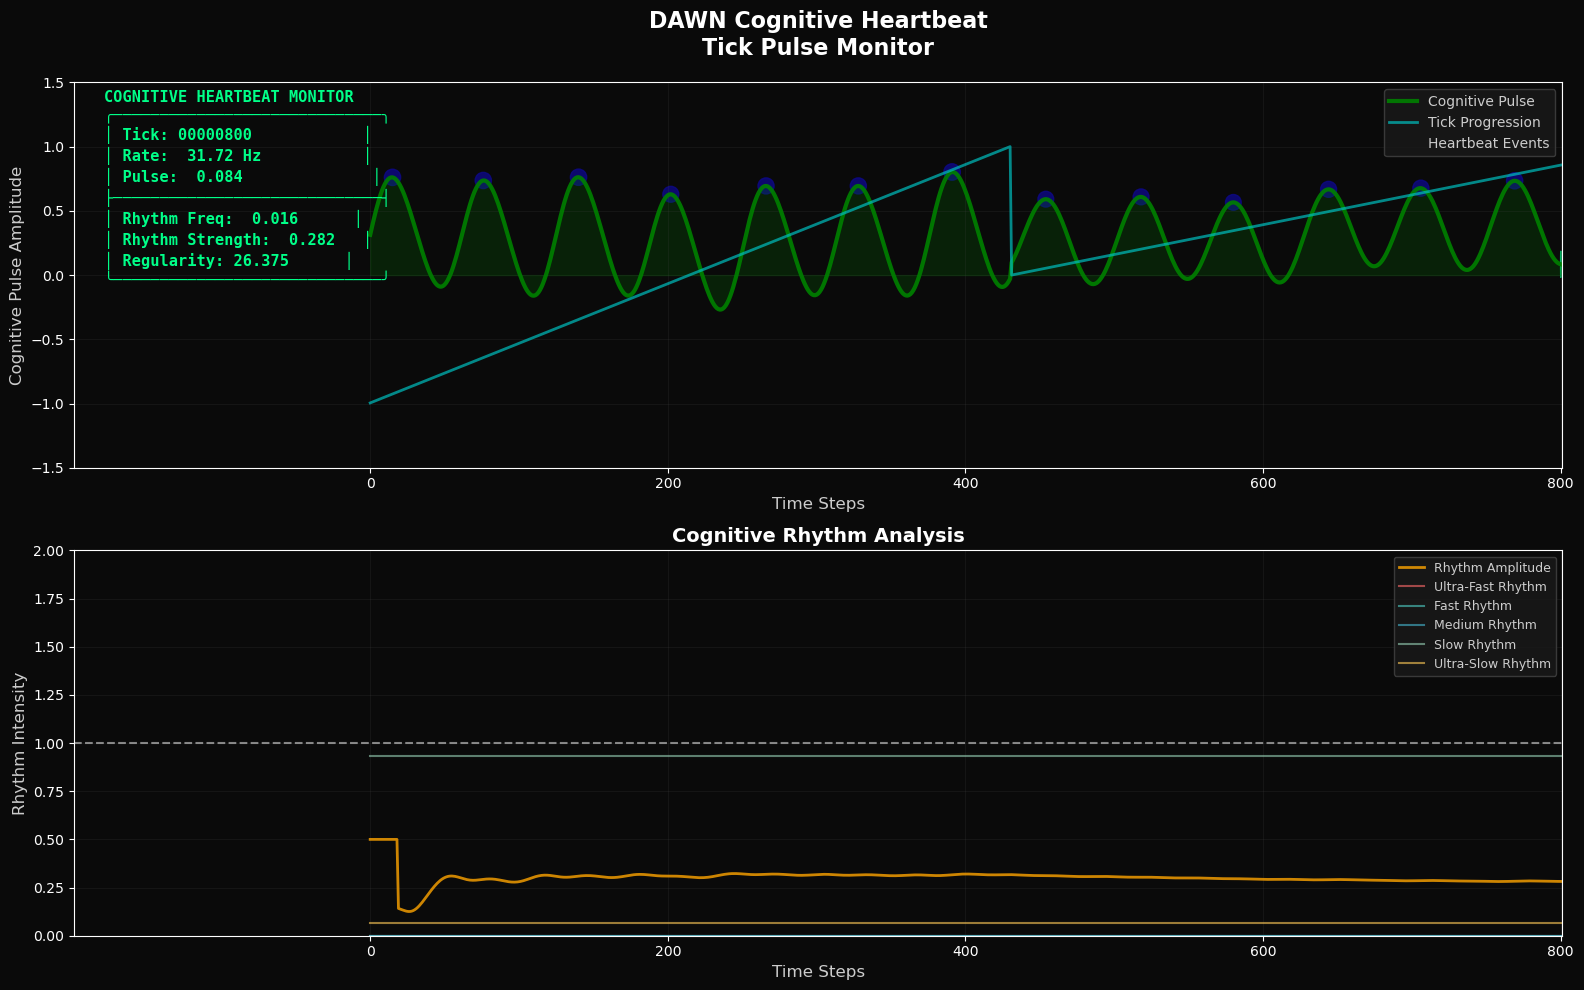 DAWN Cognitive Heartbeat
Tick Pulse Monitor
1.5
1.0
0.5
0.0
−0.5
−1.0
−1.5
Cognitive Pulse Amplitude
COGNITIVE HEARTBEAT MONITOR
Tick: 00000800
Rate:  31.72 Hz
Pulse:  0.084
Rhythm Freq:  0.016
Rhythm Strength:  0.282
Regularity: 26.375
Cognitive Pulse
Tick Progression
Heartbeat Events
0
200
400
600
800
Time Steps
Cognitive Rhythm Analysis
2.00
1.75
1.50
1.25
1.00
0.75
0.50
0.25
0.00
Rhythm Intensity
Rhythm Amplitude
Ultra-Fast Rhythm
Fast Rhythm
Medium Rhythm
Slow Rhythm
Ultra-Slow Rhythm
0
200
400
600
800
Time Steps